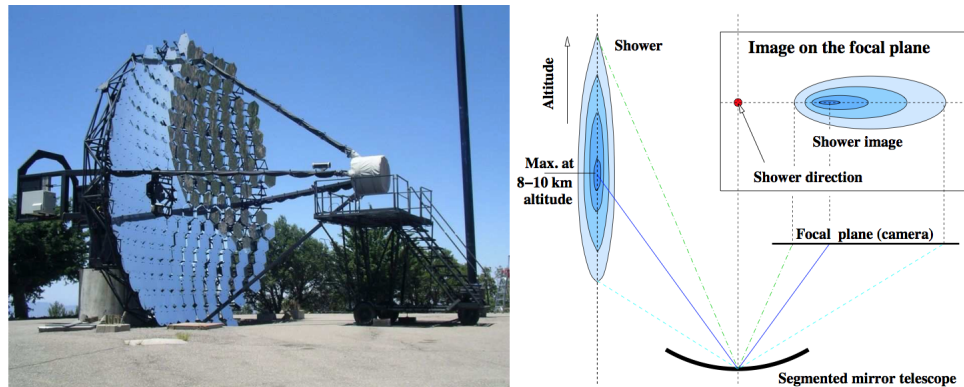 Altitude
Shower
Max. at
8−10 km
altitude
Image on the focal plane
Shower image
Shower direction
Focal plane (camera)
Segmented mirror telescope